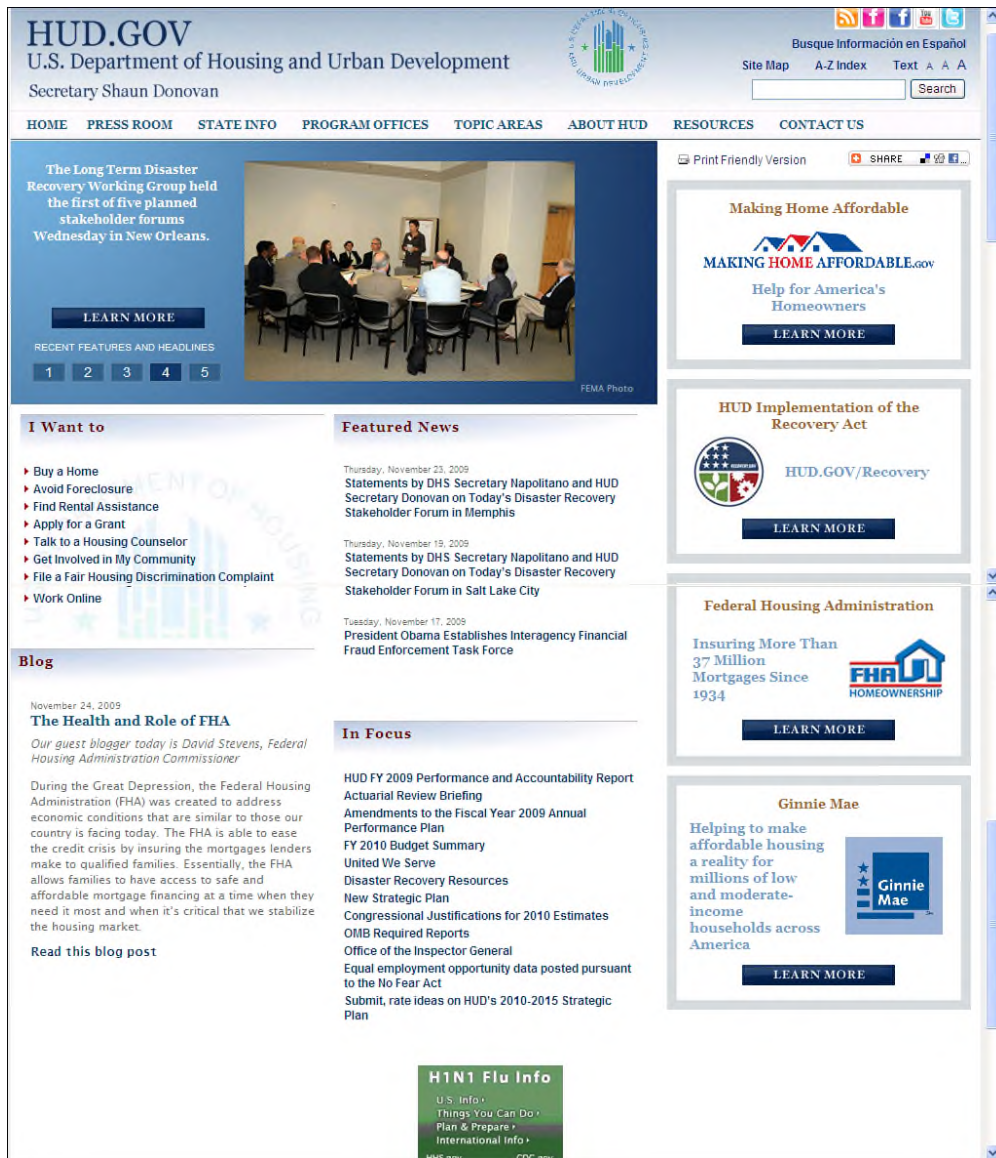 HUD.GOV
U.S. Department of Housing and Urban Development
Secretary Shaun Donovan
Busque Información en Español
Site Map A-Z Index Text A A A
Search
HOME PRESS ROOM STATE INFO PROGRAM OFFICES TOPIC AREAS ABOUT HUD RESOURCES CONTACT US
The Long Term Disaster
Recovery Working Group held
the first of five planned
stakeholder forums
Wednesday in New Orleans.
LEARN MORE
RECENT FEATURES AND HEADLINES
1 2 3 4 5
FEMA Photo
Print Friendly Version
SHARE
Making Home Affordable
MAKING HOME AFFORDABLE.GOV
Help for America's
Homeowners
LEARN MORE
HUD Implementation of the
Recovery Act
HUD.GOV/Recovery
LEARN MORE
Federal Housing Administration
Insuring More Than
37 Million
Mortgages Since
1934
FHA
HOMEOWNERSHIP
LEARN MORE
Ginnie Mae
Helping to make
affordable housing
a reality for
millions of low
and moderate-
income
households across
America
Ginnie
Mae
LEARN MORE
I Want to
Buy a Home
Avoid Foreclosure
Find Rental Assistance
Apply for a Grant
Talk to a Housing Counselor
Get Involved in My Community
File a Fair Housing Discrimination Complaint
Work Online
Featured News
Thursday, November 23, 2009
Statements by DHS Secretary Napolitano and HUD
Secretary Donovan on Today's Disaster Recovery
Stakeholder Forum in Memphis
Thursday, November 19, 2009
Statements by DHS Secretary Napolitano and HUD
Secretary Donovan on Today's Disaster Recovery
Stakeholder Forum in Salt Lake City
Tuesday, November 17, 2009
President Obama Establishes Interagency Financial
Fraud Enforcement Task Force
Blog
November 24, 2009
The Health and Role of FHA
Our guest blogger today is David Stevens, Federal
Housing Administration Commissioner
During the Great Depression, the Federal Housing
Administration (FHA) was created to address
economic conditions that are similar to those our
country is facing today. The FHA is able to ease
the credit crisis by insuring the mortgages lenders
make to qualified families. Essentially, the FHA
allows families to have access to safe and
affordable mortgage financing at a time when they
need it most and when it's critical that we stabilize
the housing market.
Read this blog post
In Focus
HUD FY 2009 Performance and Accountability Report
Actuarial Review Briefing
Amendments to the Fiscal Year 2009 Annual
Performance Plan
FY 2010 Budget Summary
United We Serve
Disaster Recovery Resources
New Strategic Plan
Congressional Justifications for 2010 Estimates
OMB Required Reports
Office of the Inspector General
Equal employment opportunity data posted pursuant
to the No Fear Act
Submit, rate ideas on HUD's 2010-2015 Strategic
Plan
H1N1 Flu Info
U.S. Info
Things You Can Do
Plan & Prepare
International Info
HHS.gov CDC.gov